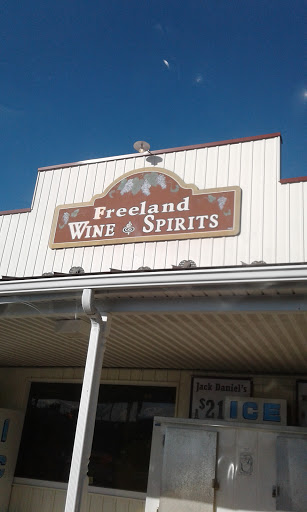 Freeland
WINE & SPIRITS
Jack Daniel's
$21
ICE